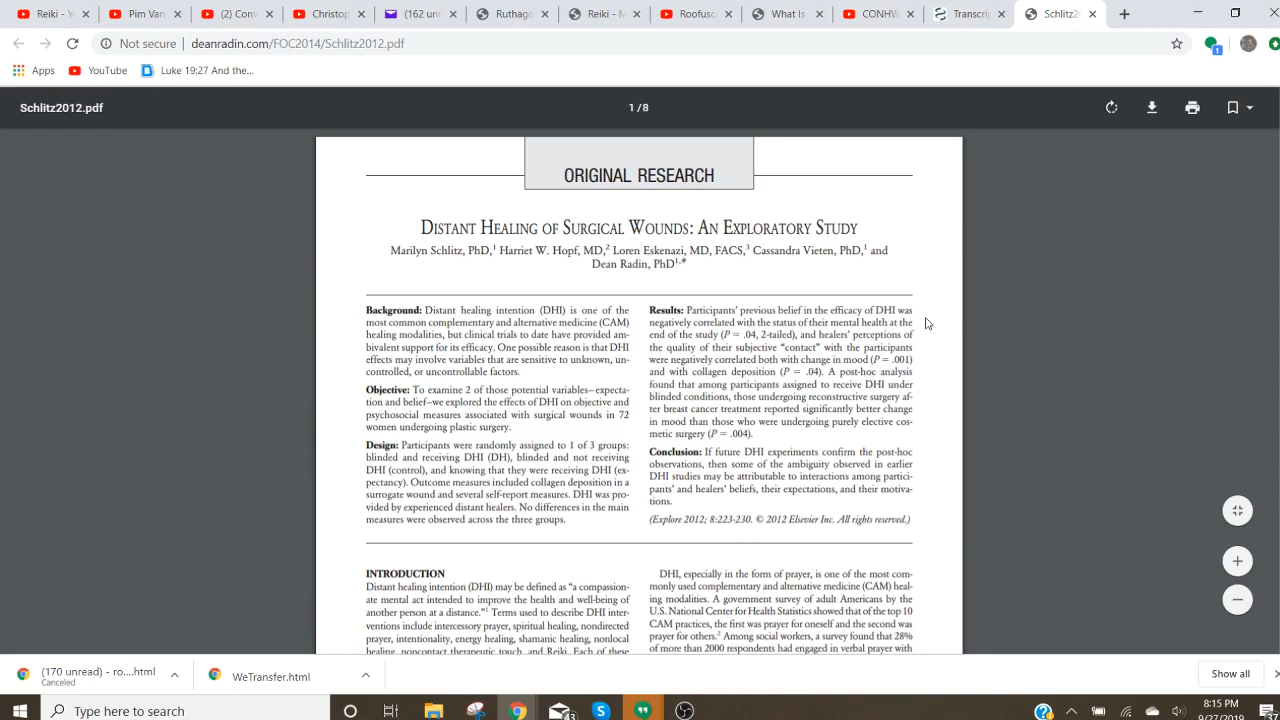 Reiki - Y
Pim Van
(2) Conv
Christop
(162 un
Ruthago
Reiki - M
Roofusc
What Is
CONHW
Transcrip
Schlitz2
Not secure | deanradin.com/FOC2014/Schlitz2012.pdf
1
Apps YouTube Luke 19:27 And the...
Schlitz2012.pdf 1 / 8
ORIGINAL RESEARCH
DISTANT HEALING OF SURGICAL WOUNDS: AN EXPLORATORY STUDY
Marilyn Schlitz, PhD,1 Harriet W. Hopf, MD,2 Loren Eskenazi, MD, FACS,3 Cassandra Vieten, PhD,1 and
Dean Radin, PhD1,#
Background: Distant healing intention (DHI) is one of the
most common complementary and alternative medicine (CAM)
healing modalities, but clinical trials to date have provided am-
bivalent support for its efficacy. One possible reason is that DHI
effects may involve variables that are sensitive to unknown, un-
controlled, or uncontrollable factors.
Objective: To examine 2 of those potential variables—expecta-
tion and belief—we explored the effects of DHI on objective and
psychosocial measures associated with surgical wounds in 72
women undergoing plastic surgery.
Design: Participants were randomly assigned to 1 of 3 groups:
blinded and receiving DHI (DH), blinded and not receiving
DHI (control), and knowing that they were receiving DHI (ex-
pectancy). Outcome measures included collagen deposition in a
surrogate wound and several self-report measures. DHI was pro-
vided by experienced distant healers. No differences in the main
measures were observed across the three groups.
Results: Participants' previous belief in the efficacy of DHI was
negatively correlated with the status of their mental health at the
end of the study (P = .04, 2-tailed), and healers' perceptions of
the quality of their subjective "contact" with the participants
were negatively correlated both with change in mood (P = .001)
and with collagen deposition (P = .04). A post-hoc analysis
found that among participants assigned to receive DHI under
blinded conditions, those undergoing reconstructive surgery af-
ter breast cancer treatment reported significantly better change
in mood than those who were undergoing purely elective cos-
metic surgery (P = .004).
Conclusion: If future DHI experiments confirm the post-hoc
observations, then some of the ambiguity observed in earlier
DHI studies may be attributable to interactions among partici-
pants' and healers' beliefs, their expectations, and their motiva-
tions.
(Explore 2012; 8:223-230. © 2012 Elsevier Inc. All rights reserved.)
INTRODUCTION
Distant healing intention (DHI) may be defined as "a compassion-
ate mental act intended to improve the health and well-being of
another person at a distance."1 Terms used to describe DHI inter-
ventions include intercessory prayer, spiritual healing, nondirected
prayer, intentionality, energy healing, shamanic healing, nonlocal
healing, noncontact therapeutic touch, and Reiki. Each of these
DHI, especially in the form of prayer, is one of the most com-
monly used complementary and alternative medicine (CAM) heal-
ing modalities. A government survey of adult Americans by the
U.S. National Center for Health Statistics showed that of the top 10
CAM practices, the first was prayer for oneself and the second was
prayer for others.2 Among social workers, a survey found that 28%
of more than 2000 respondents had engaged in verbal prayer with
(170 unread) - ro....html
Canceled
WeTransfer.html
Show all
Type here to search
43
8:15 PM
9/27/2019